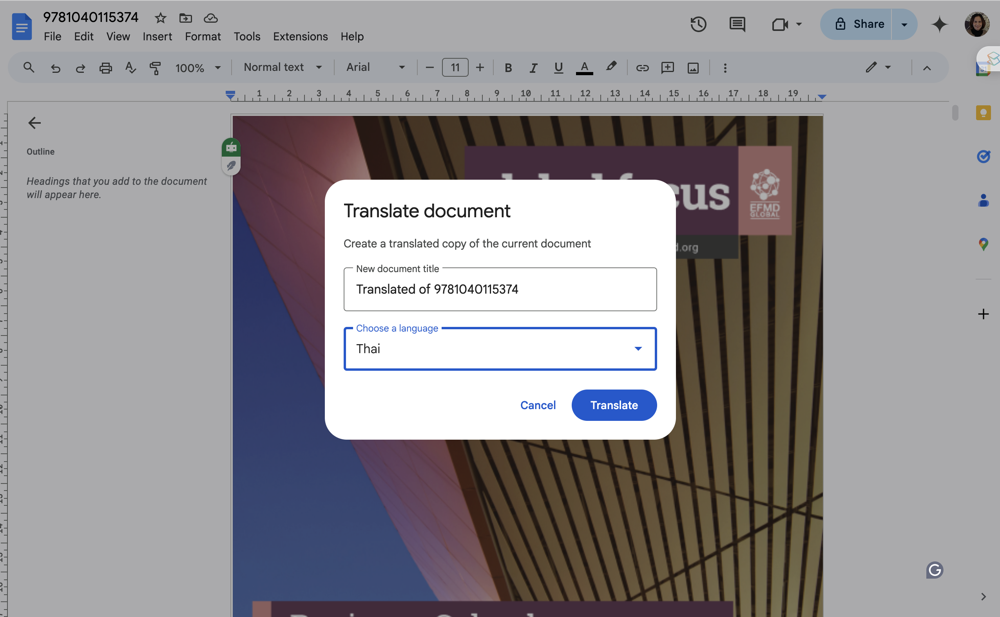 9781040115374
File Edit View Insert Format Tools Extensions Help
Share
100% Normal text Arial 11 B I U A
31
1 2 3 4 5 6 7 8 9 10 11 12 13 14 15 16 17 18 19
Outline
Headings that you add to the document
will appear here.
cus
EFMD
GLOBAL
d.org
Translate document
Create a translated copy of the current document
New document title
Translated of 9781040115374
Choose a language
Thai
Cancel Translate